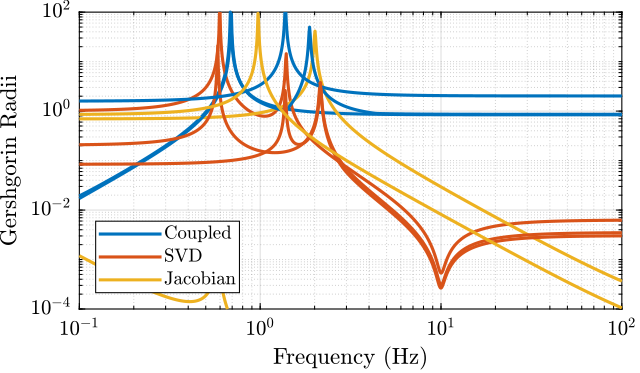 10^2
10^0
10^−2
10^−4
Gershgorin Radii
Coupled
SVD
Jacobian
10^−1
10^0
10^1
10^2
Frequency (Hz)